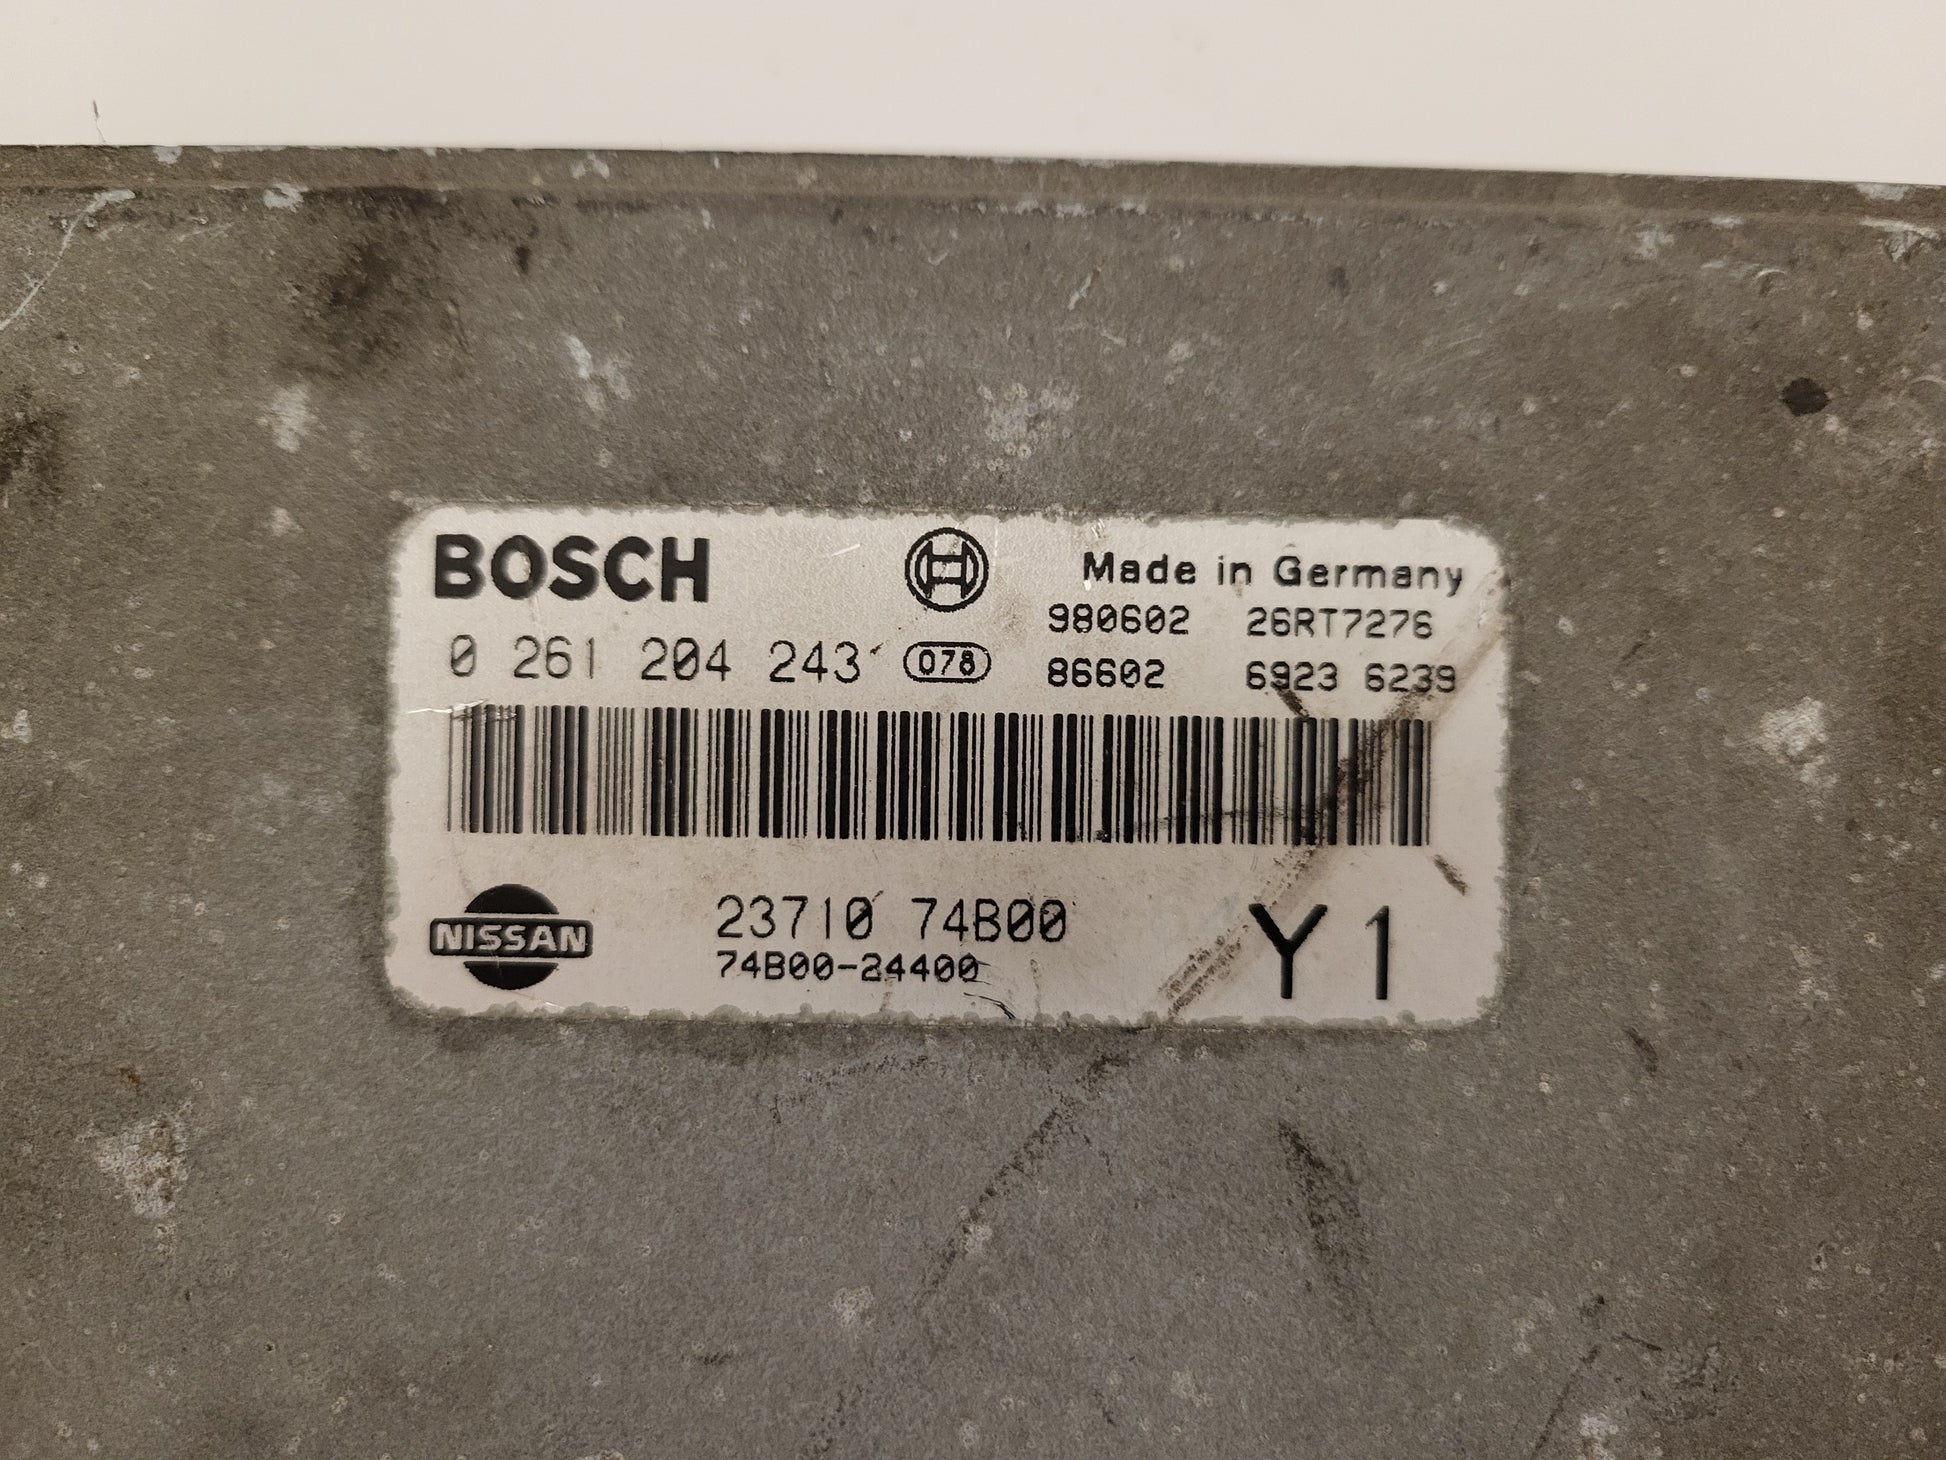 BOSCH
Made in Germany
980602 26RT7276
0 261 204 243 078
86602 6923 6239
NISSAN
23710 74B00
74B00-24400
Y1